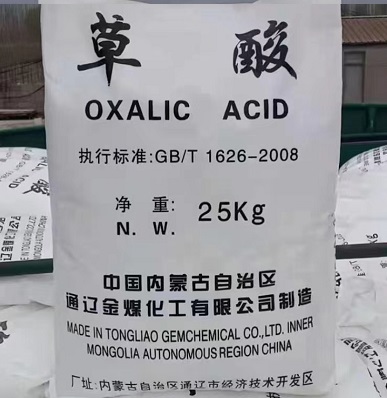 草 酸
OXALIC ACID
执行标准:GB/T 1626-2008
净 重: 25Kg
N. W.
中国内蒙古自治区
通辽金煤化工有限公司制造
MADE IN TONGLIAO GEMCHEMICAL CO.,LTD. INNER
MONGOLIA AUTONOMOUS REGION CHINA
厂址:内蒙古自治区通辽市经济技术开发区